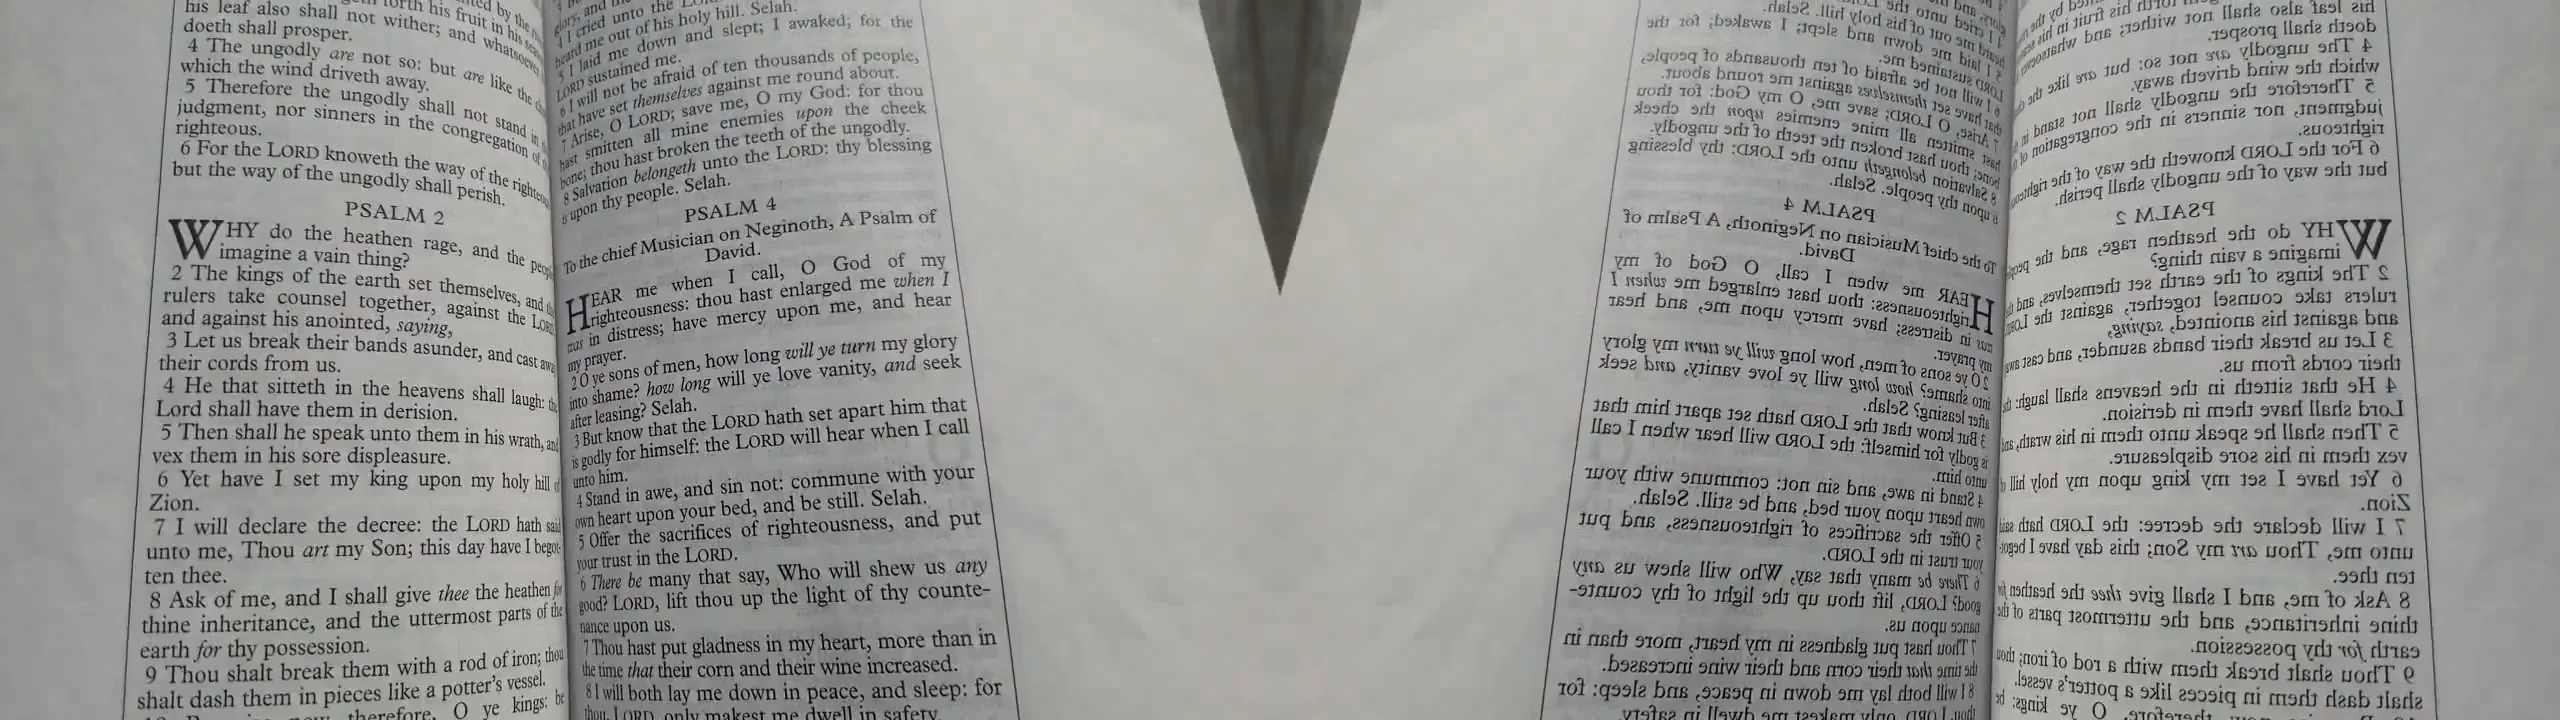 forth his fruit in his
his leaf also shall not wither; and whatsoever
doeth shall prosper.
4 The ungodly are not so: but are like the
which the wind driveth away.
5 Therefore the ungodly shall not stand in
judgment, nor sinners in the congregation of
righteous.
6 For the LORD knoweth the way of the
but the way of the ungodly shall perish.
PSALM 2
WHY do the heathen rage, and the
imagine a vain thing?
2 The kings of the earth set themselves, and
rulers take counsel together, against the LORD
and against his anointed, saying,
3 Let us break their bands asunder, and cast
their cords from us.
4 He that sitteth in the heavens shall laugh: the
Lord shall have them in derision.
5 Then shall he speak unto them in his wrath, and
vex them in his sore displeasure.
6 Yet have I set my king upon my holy hill
Zion.
7 I will declare the decree: the LORD hath said
unto me, Thou art my Son; this day have I begot-
ten thee.
8 Ask of me, and I shall give thee the heathen for
thine inheritance, and the uttermost parts of the
earth for thy possession.
9 Thou shalt break them with a rod of iron; thou
shalt dash them in pieces like a potter's vessel.
therefore, O ye kings: be
I cried unto the
heard me out of his holy hill. Selah.
5 I laid me down and slept; I awaked; for the
LORD sustained me.
6 I will not be afraid of ten thousands of people,
that have set themselves against me round about.
7 Arise, O LORD; save me, O my God: for thou
hast smitten all mine enemies upon the cheek
bone; thou hast broken the teeth of the ungodly.
8 Salvation belongeth unto the LORD: thy blessing
is upon thy people. Selah.
PSALM 4
To the chief Musician on Neginoth, A Psalm of
David.
HEAR me when I call, O God of my
righteousness: thou hast enlarged me when I
was in distress; have mercy upon me, and hear
my prayer.
2 O ye sons of men, how long will ye turn my glory
into shame? how long will ye love vanity, and seek
after leasing? Selah.
3 But know that the LORD hath set apart him that
is godly for himself: the LORD will hear when I call
unto him.
4 Stand in awe, and sin not: commune with your
own heart upon your bed, and be still. Selah.
5 Offer the sacrifices of righteousness, and put
your trust in the LORD.
6 There be many that say, Who will shew us any
good? LORD, lift thou up the light of thy counte-
nance upon us.
7 Thou hast put gladness in my heart, more than in
the time that their corn and their wine increased.
8 I will both lay me down in peace, and sleep: for
thou, LORD, only makest me dwell in safety.